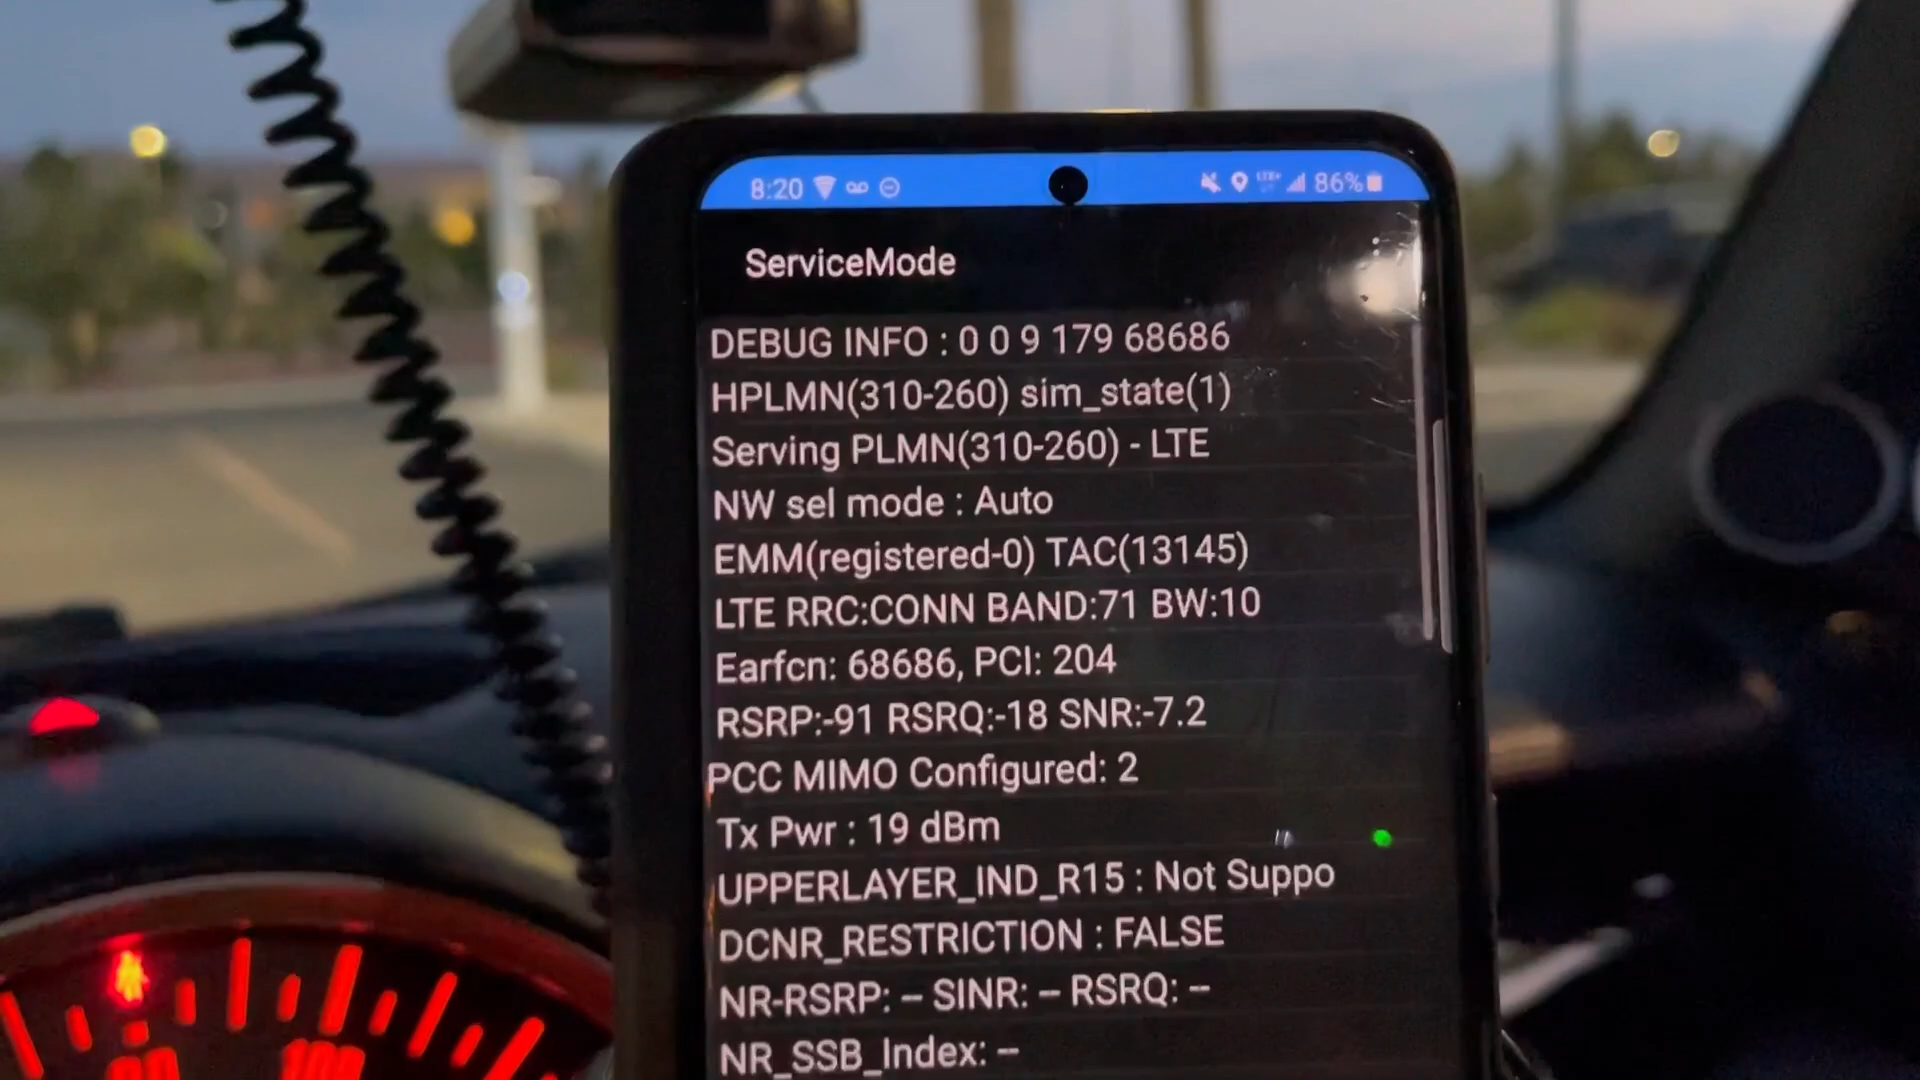 8:20 LTE+ 86%
ServiceMode
DEBUG INFO : 0 0 9 179 68686
HPLMN(310-260) sim_state(1)
Serving PLMN(310-260) - LTE
NW sel mode : Auto
EMM(registered-0) TAC(13145)
LTE RRC:CONN BAND:71 BW:10
Earfcn: 68686, PCI: 204
RSRP:-91 RSRQ:-18 SNR:-7.2
PCC MIMO Configured: 2
Tx Pwr : 19 dBm
UPPERLAYER_IND_R15 : Not Suppo
DCNR_RESTRICTION : FALSE
NR-RSRP: -- SINR: -- RSRQ: --
NR_SSB_Index: --